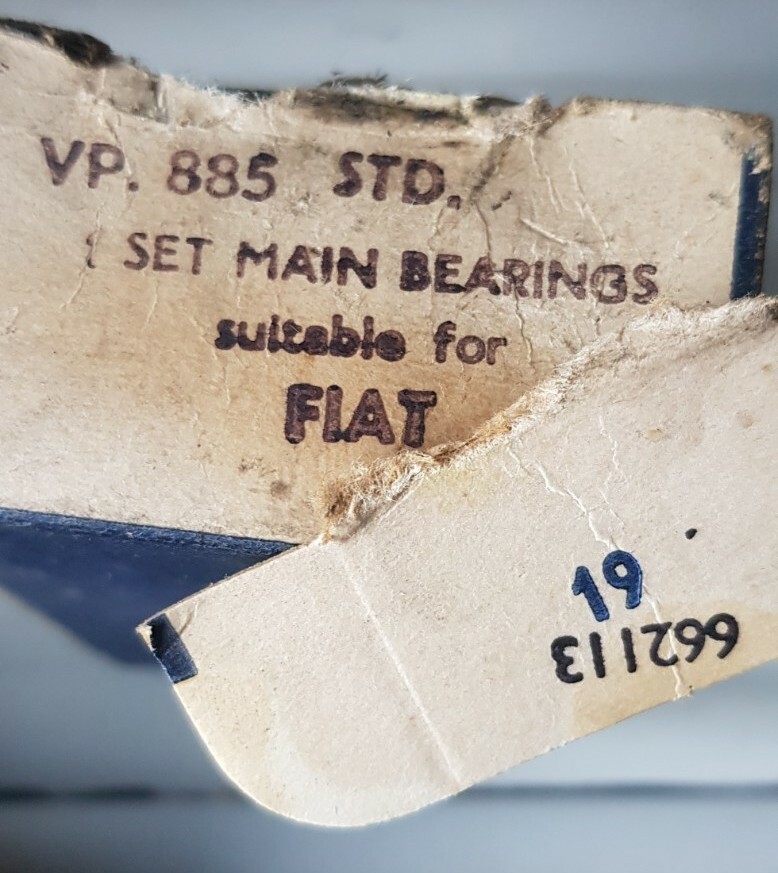 VP. 885 STD.
1 SET MAIN BEARINGS
suitable for
FIAT
19
662113